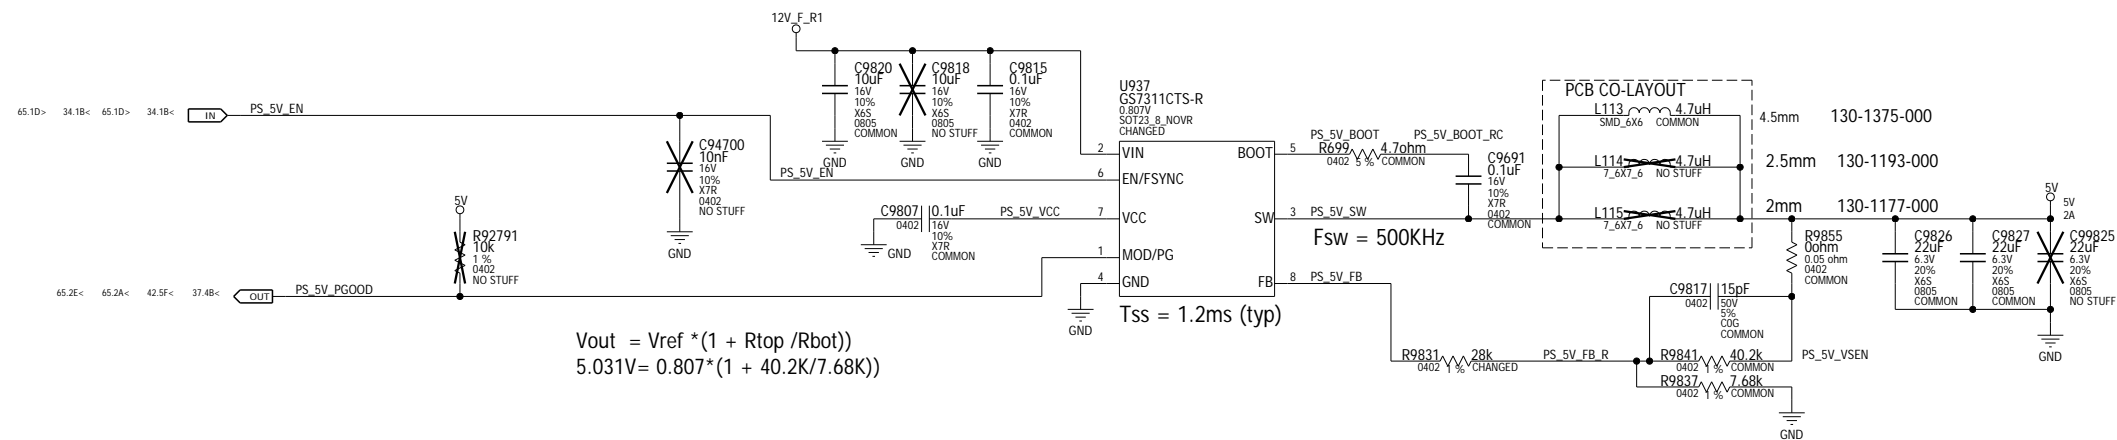 12V_F_R1
C9820
10uF
16V
10%
X6S
0805
COMMON
GND
C9818
10uF
16V
10%
X6S
0805
NO STUFF
GND
C9815
0.1uF
16V
10%
X7R
0402
COMMON
GND
65.1D> 34.1B< 65.1D> 34.1B< IN PS_5V_EN
C94700
10nF
16V
10%
X7R
0402
NO STUFF
GND
PS_5V_EN
5V
R92791
10k
1 %
0402
NO STUFF
65.2E< 65.2A< 42.5F< 37.4B< OUT PS_5V_PGOOD
C9807 0.1uF
0402 16V
10%
X7R
COMMON
GND
PS_5V_VCC
U937
GS7311CTS-R
0.807V
SOT23_8_NOVR
CHANGED
2 VIN BOOT 5
6 EN/FSYNC
7 VCC SW 3
1 MOD/PG
4 GND FB 8
GND
Tss = 1.2ms (typ)
PS_5V_BOOT PS_5V_BOOT_RC
R699 4.7ohm
0402 5 % COMMON
C9691
0.1uF
16V
10%
X7R
0402
COMMON
PS_5V_SW
Fsw = 500KHz
PS_5V_FB
PCB CO-LAYOUT
L113 4.7uH
SMD_6X6 COMMON
4.5mm 130-1375-000
L114 4.7uH
7_6X7_6 NO STUFF
2.5mm 130-1193-000
L115 4.7uH
7_6X7_6 NO STUFF
2mm 130-1177-000
R9855
0ohm
0.05 ohm
0402
COMMON
C9826
22uF
6.3V
20%
X6S
0805
COMMON
C9827
22uF
6.3V
20%
X6S
0805
COMMON
5V
5V
2A
C99825
22uF
6.3V
20%
X6S
0805
NO STUFF
GND
C9817 15pF
0402 50V
5%
C0G
COMMON
R9831 28k
0402 1 % CHANGED
PS_5V_FB_R
R9841 40.2k
0402 1 % COMMON
PS_5V_VSEN
R9837 7.68k
0402 1 % COMMON
GND
Vout = Vref *(1 + Rtop /Rbot))
5.031V= 0.807*(1 + 40.2K/7.68K))